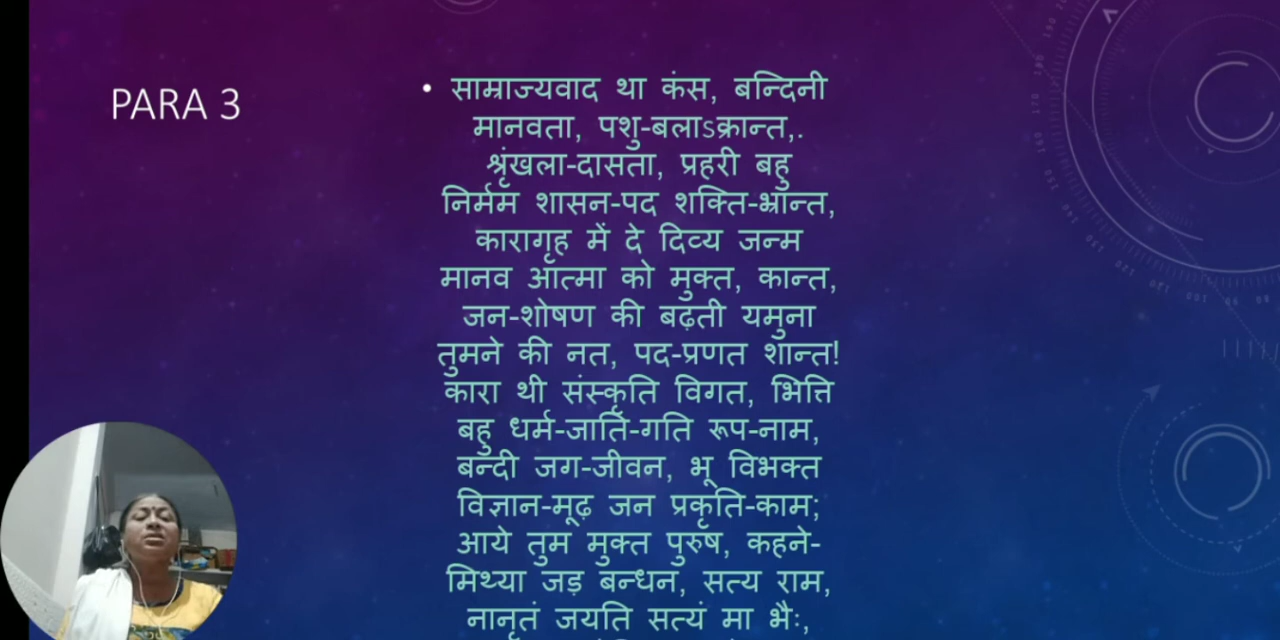 PARA 3
• साम्राज्यवाद था कंस, बन्दिनी
मानवता, पशु-बलाऽक्रान्त,.
श्रृंखला-दासता, प्रहरी बहु
निर्मम शासन-पद शक्ति-भ्रान्त,
कारागृह में दे दिव्य जन्म
मानव आत्मा को मुक्त, कान्त,
जन-शोषण की बढ़ती यमुना
तुमने की नत, पद-प्रणत शान्त!
कारा थी संस्कृति विगत, भित्ति
बहु धर्म-जाति-गति रूप-नाम,
बन्दी जग-जीवन, भू विभक्त
विज्ञान-मूढ़ जन प्रकृति-काम;
आये तुम मुक्त पुरुष, कहने-
मिथ्या जड़ बन्धन, सत्य राम,
नानृतं जयति सत्यं मा भैः,